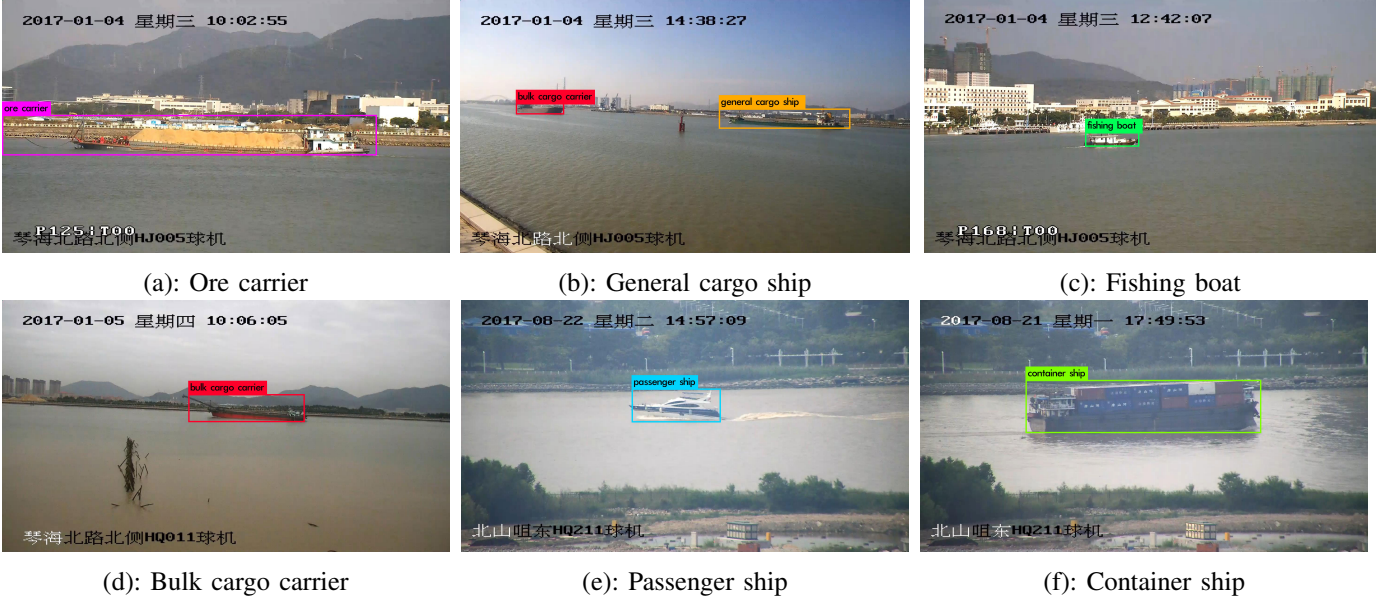 2017-01-04 星期三 10:02:55
ore carrier
P125:T00
琴海北路北侧HJ005球机
(a): Ore carrier
2017-01-04 星期三 14:38:27
bulk cargo carrier
general cargo ship
琴海北路北侧HJ005球机
(b): General cargo ship
2017-01-04 星期三 12:42:07
fishing boat
P168:T00
琴海北路北侧HJ005球机
(c): Fishing boat
2017-01-05 星期四 10:06:05
bulk cargo carrier
琴海北路北侧HQ011球机
(d): Bulk cargo carrier
2017-08-22 星期二 14:57:09
passenger ship
北山咀东HQ211球机
(e): Passenger ship
2017-08-21 星期一 17:49:53
container ship
北山咀东HQ211球机
(f): Container ship